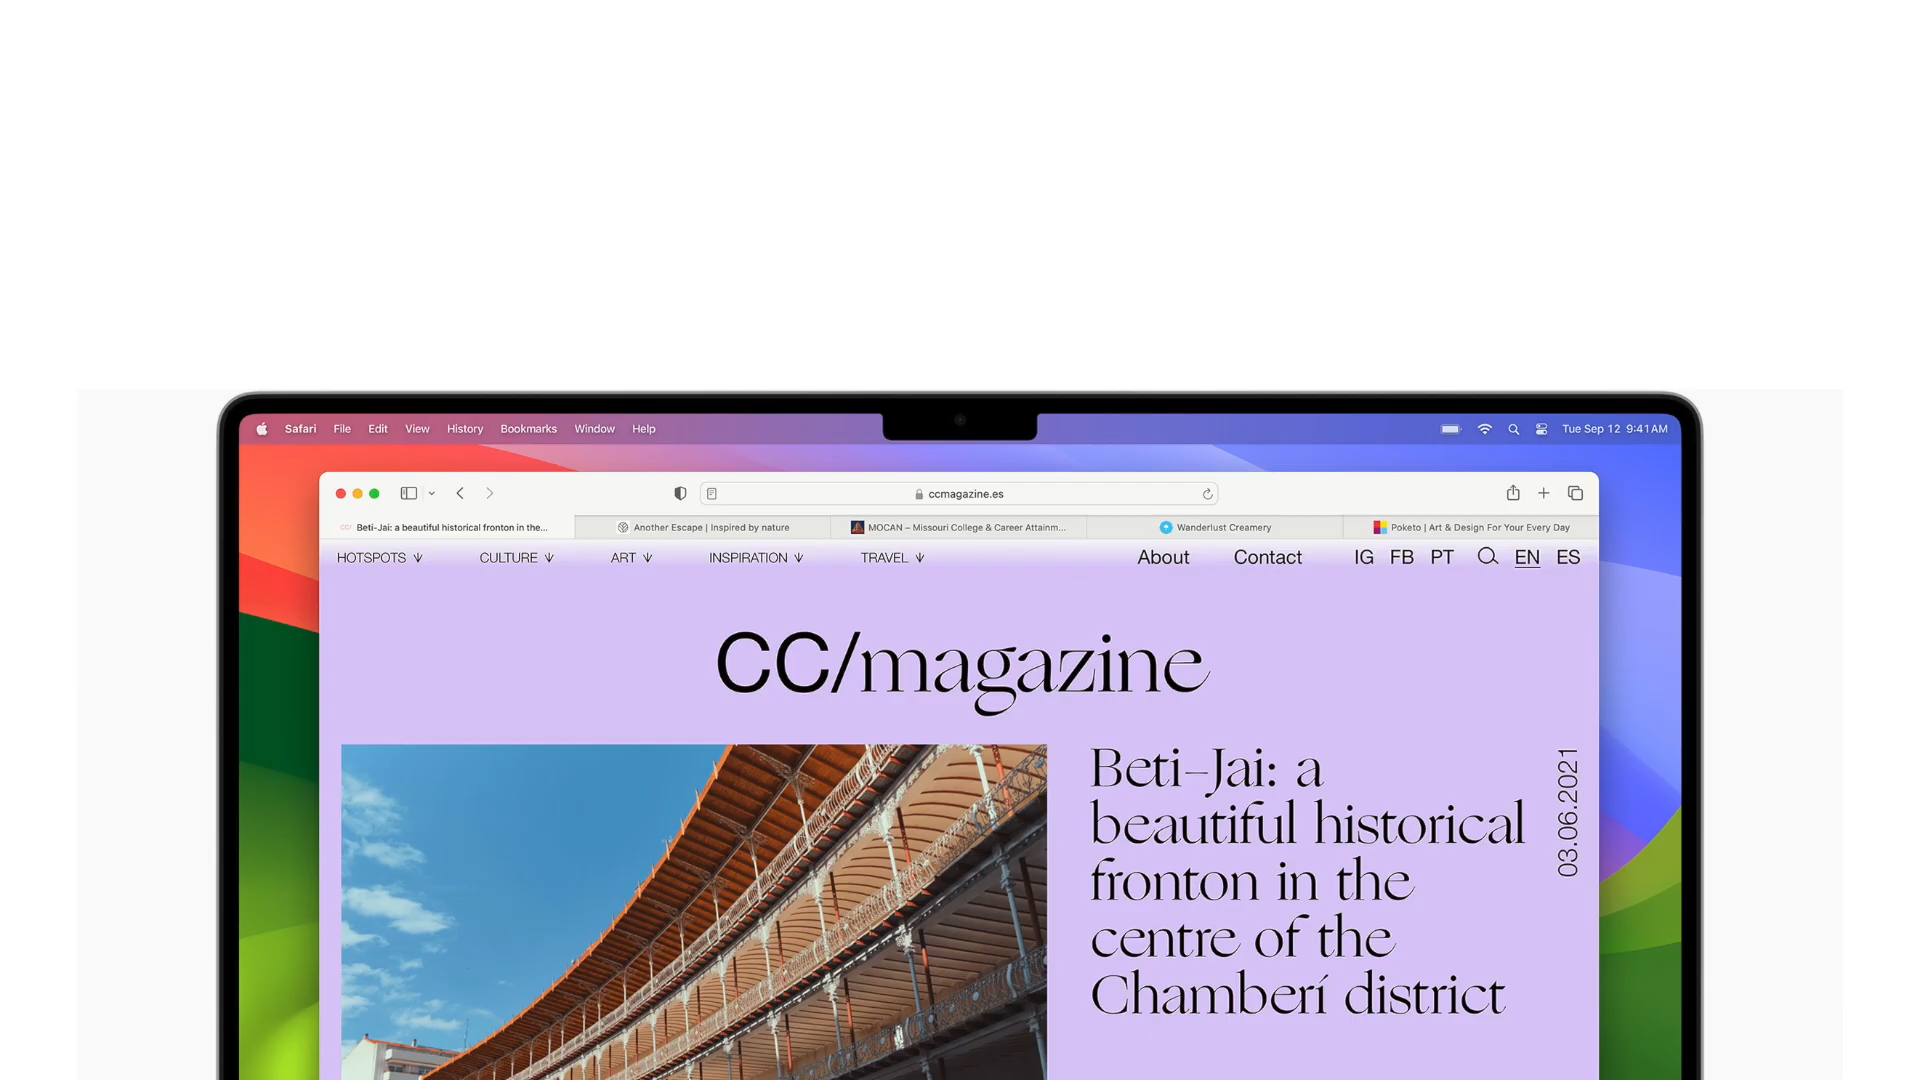 Safari File Edit View History Bookmarks Window Help
Tue Sep 12 9:41AM
ccmagazine.es
Beti-Jai: a beautiful historical fronton in the...
Another Escape | Inspired by nature
MOCAN – Missouri College & Career Attainm...
Wanderlust Creamery
Poketo | Art & Design For Your Every Day
HOTSPOTS CULTURE ART INSPIRATION TRAVEL
About Contact IG FB PT EN ES
CC/magazine
Beti-Jai: a
beautiful historical
fronton in the
centre of the
Chamberí district
03.06.2021